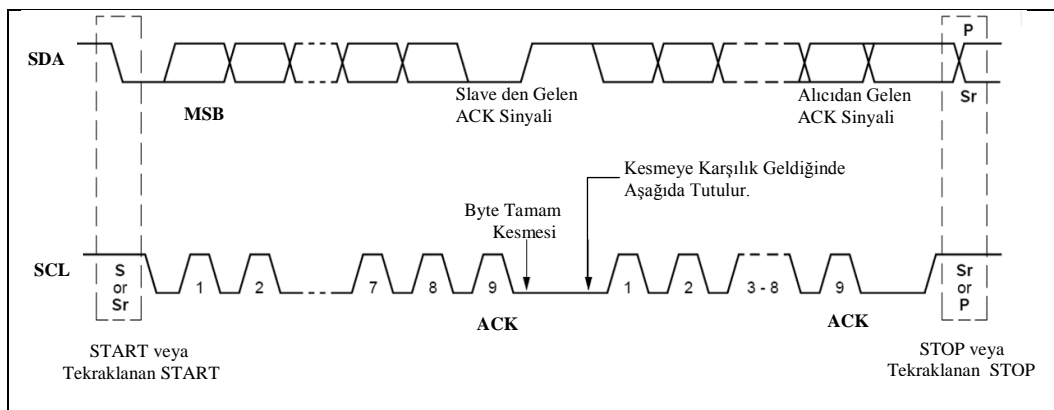 P
SDA
MSB
Slave den Gelen
ACK Sinyali
Alıcıdan Gelen
ACK Sinyali
Sr
Kesmeye Karşılık Geldiğinde
Aşağıda Tutulur.
Byte Tamam
Kesmesi
SCL
S
or
Sr
1
2
7
8
9
1
2
3 - 8
9
Sr
or
P
ACK
ACK
START veya
Tekraklanan START
STOP veya
Tekraklanan STOP